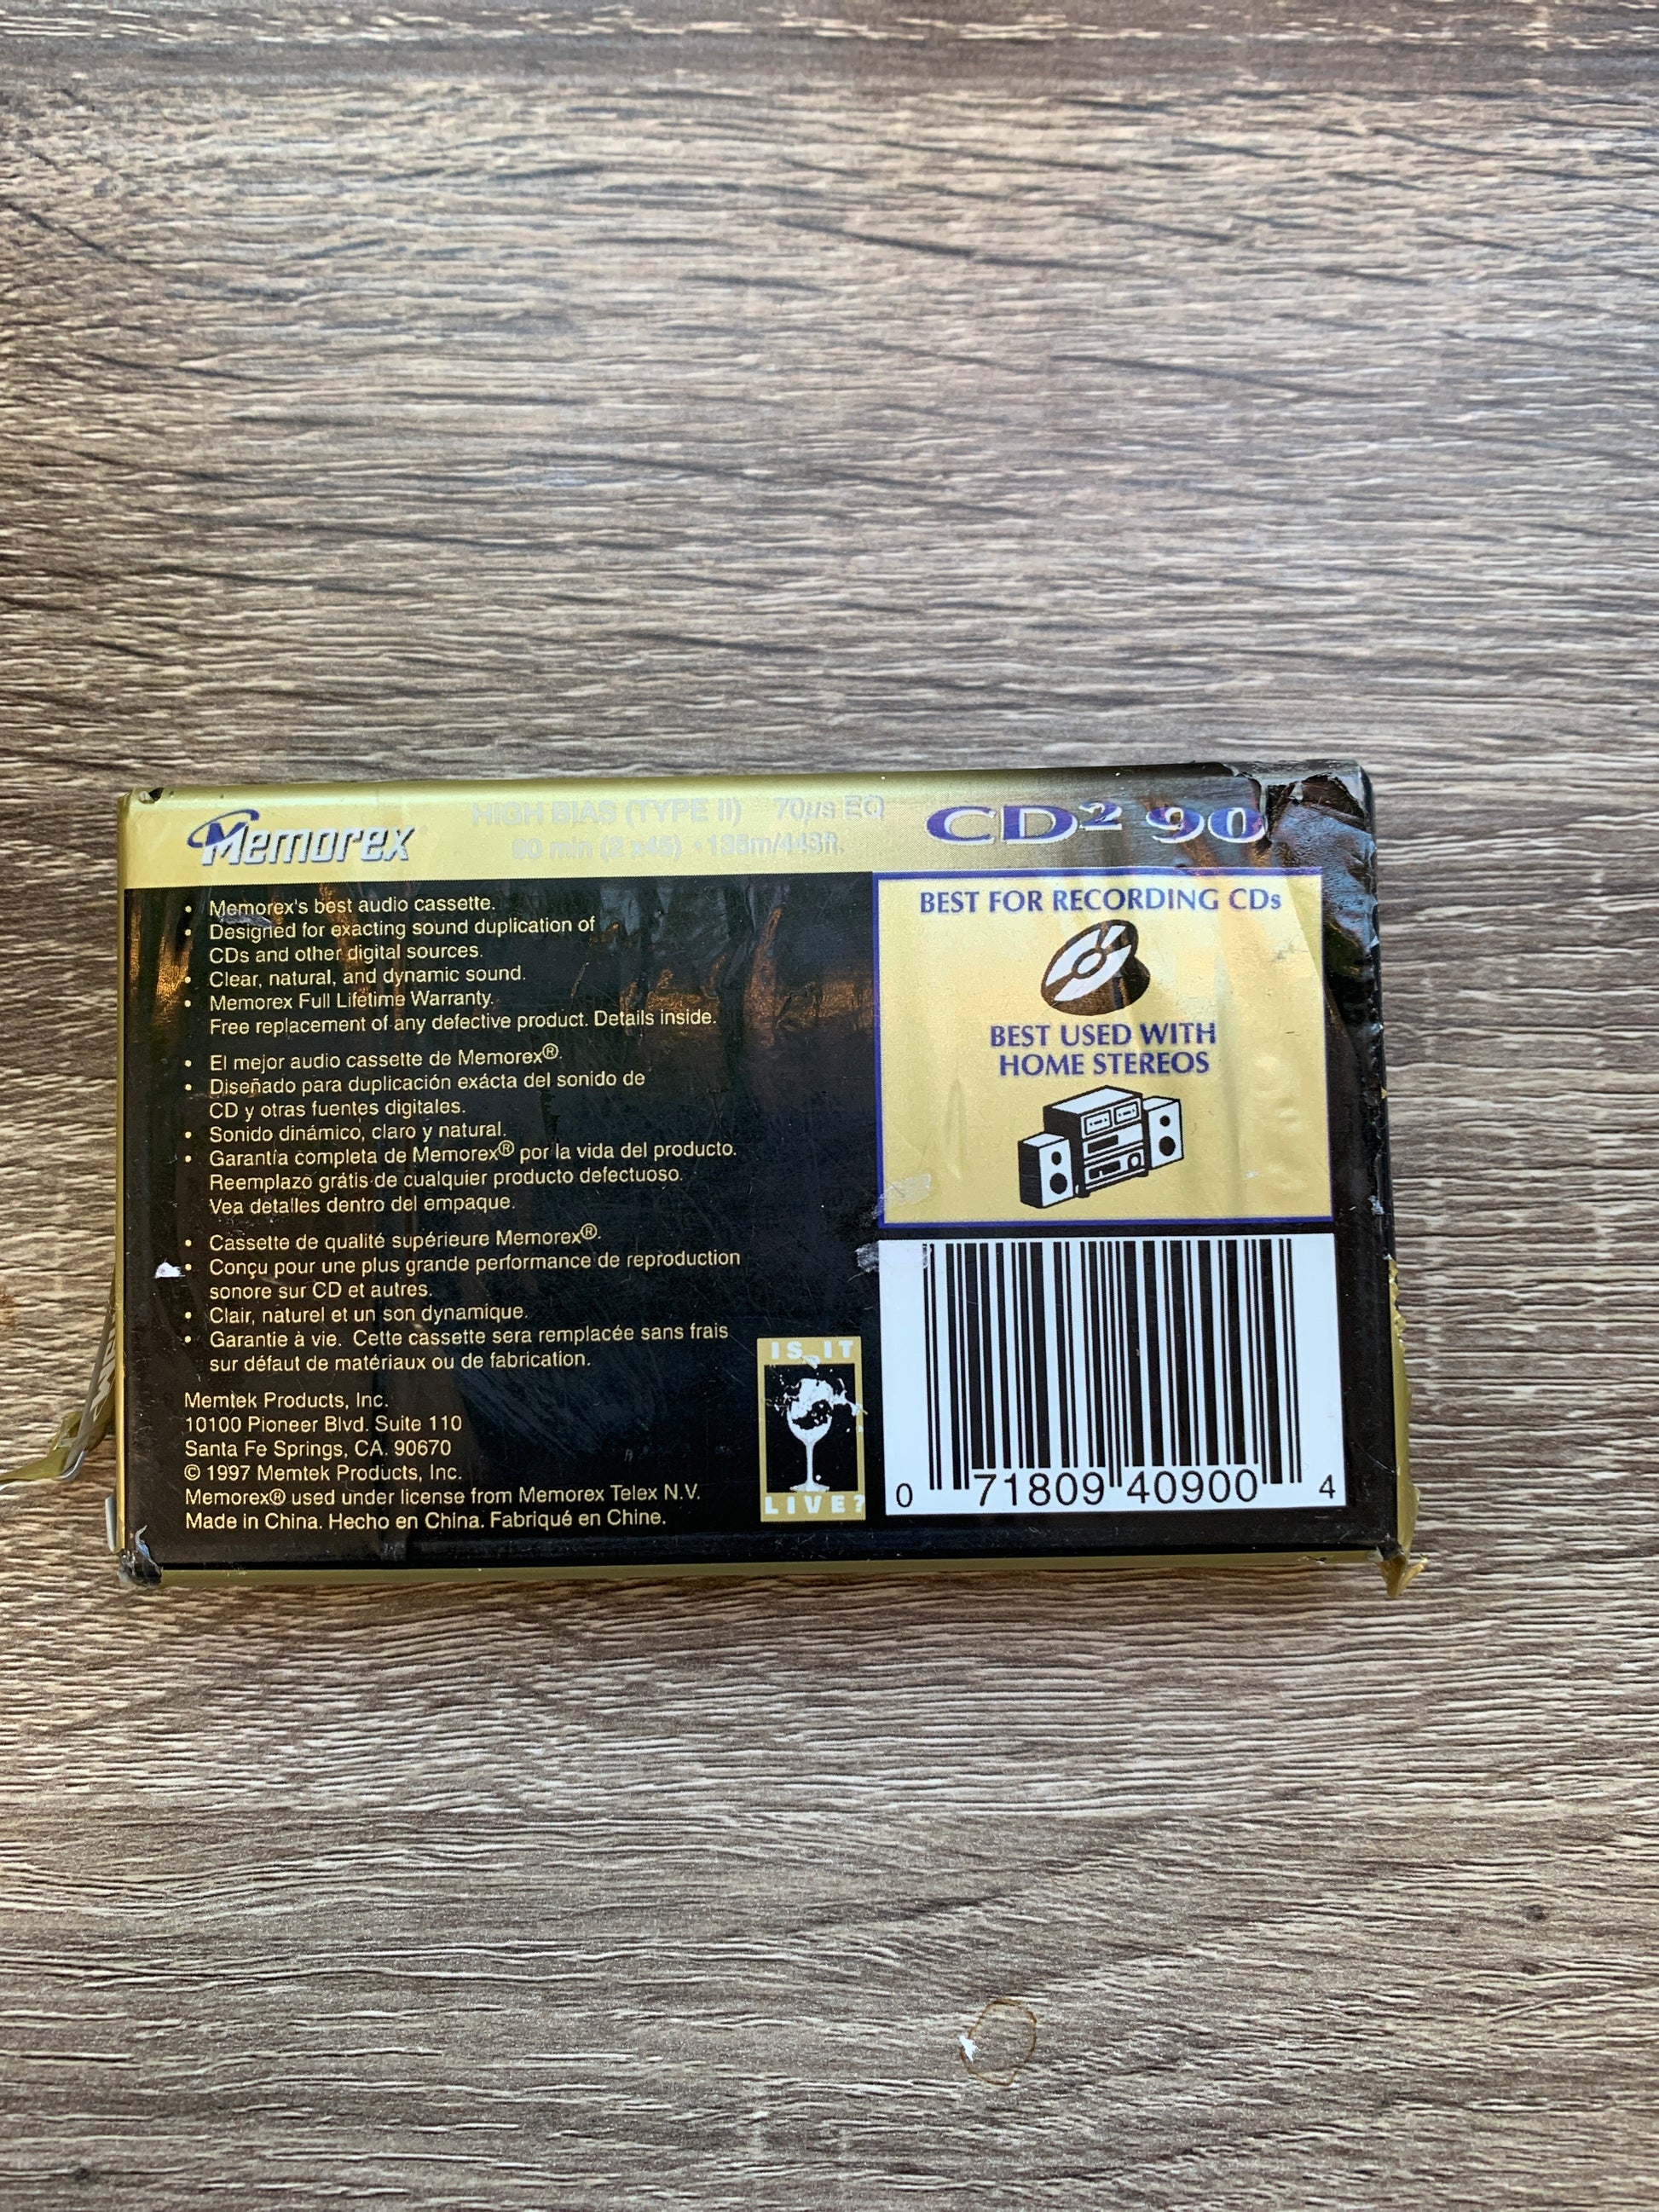 Memorex
HIGH BIAS (TYPE II) 70µs EQ
90 min (2 x45) • 135m/443ft.
CD² 90
• Memorex's best audio cassette.
• Designed for exacting sound duplication of
CDs and other digital sources.
• Clear, natural, and dynamic sound.
• Memorex Full Lifetime Warranty.
Free replacement of any defective product. Details inside.
• El mejor audio cassette de Memorex®.
• Diseñado para duplicación exácta del sonido de
CD y otras fuentes digitales.
• Sonido dinámico, claro y natural.
• Garantía completa de Memorex® por la vida del producto.
Reemplazo grátis de cualquier producto defectuoso.
Vea detalles dentro del empaque.
• Cassette de qualité supérieure Memorex®.
• Conçu pour une plus grande performance de reproduction
sonore sur CD et autres.
• Clair, naturel et un son dynamique.
• Garantie à vie. Cette cassette sera remplacée sans frais
sur défaut de matériaux ou de fabrication.
Memtek Products, Inc.
10100 Pioneer Blvd. Suite 110
Santa Fe Springs, CA. 90670
© 1997 Memtek Products, Inc.
Memorex® used under license from Memorex Telex N.V.
Made in China. Hecho en China. Fabriqué en Chine.
IS IT
LIVE?
BEST FOR RECORDING CDs
BEST USED WITH
HOME STEREOS
0 71809 40900 4